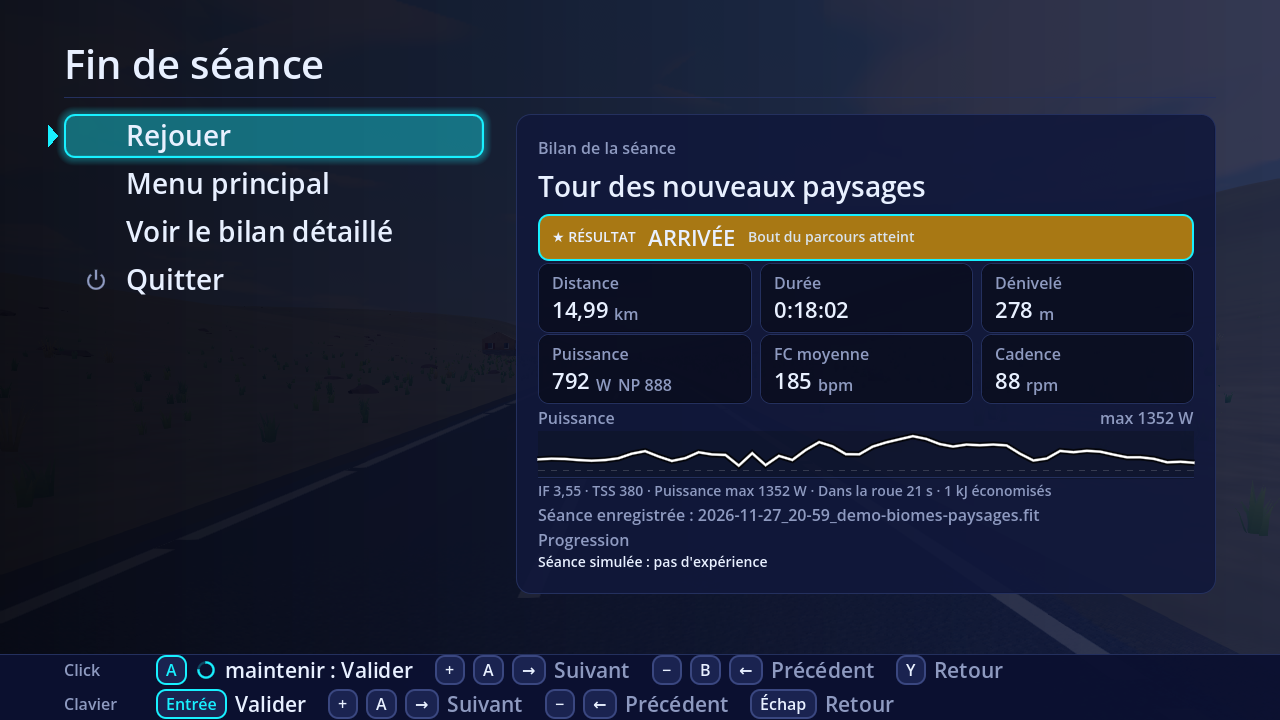 Fin de séance
Rejouer
Menu principal
Voir le bilan détaillé
Quitter
Bilan de la séance
Tour des nouveaux paysages
★ RÉSULTAT ARRIVÉE Bout du parcours atteint
Distance Durée Dénivelé
14,99 km 0:18:02 278 m
Puissance FC moyenne Cadence
792 W NP 888 185 bpm 88 rpm
Puissance max 1352 W
IF 3,55 · TSS 380 · Puissance max 1352 W · Dans la roue 21 s · 1 kJ économisés
Séance enregistrée : 2026-11-27_20-59_demo-biomes-paysages.fit
Progression
Séance simulée : pas d'expérience
Click A maintenir : Valider + A → Suivant − B ← Précédent Y Retour
Clavier Entrée Valider + A → Suivant − ← Précédent Échap Retour